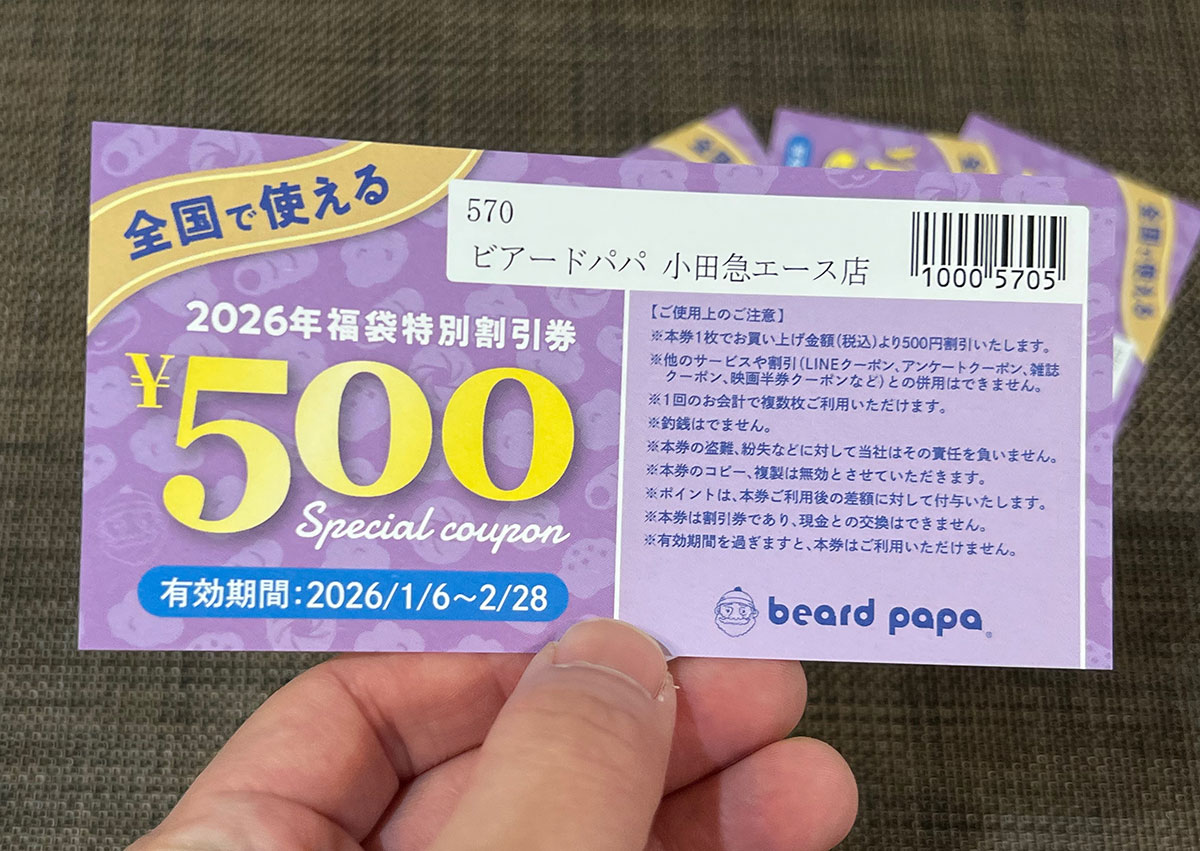 全国で使える
570
ビアードパパ 小田急エース店
1000 5705
2026年福袋特別割引券
¥500
Special coupon
有効期間:2026/1/6~2/28
【ご使用上のご注意】
※本券1枚でお買い上げ金額(税込)より500円割引いたします。
※他のサービスや割引(LINEクーポン、アンケートクーポン、雑誌
クーポン、映画半券クーポンなど)との併用はできません。
※1回のお会計で複数枚ご利用いただけます。
※釣銭はでません。
※本券の盗難、紛失などに対して当社はその責任を負いません。
※本券のコピー、複製は無効とさせていただきます。
※ポイントは、本券ご利用後の差額に対して付与いたします。
※本券は割引券であり、現金との交換はできません。
※有効期間を過ぎますと、本券はご利用いただけません。
beard papa
全国
全国で使える